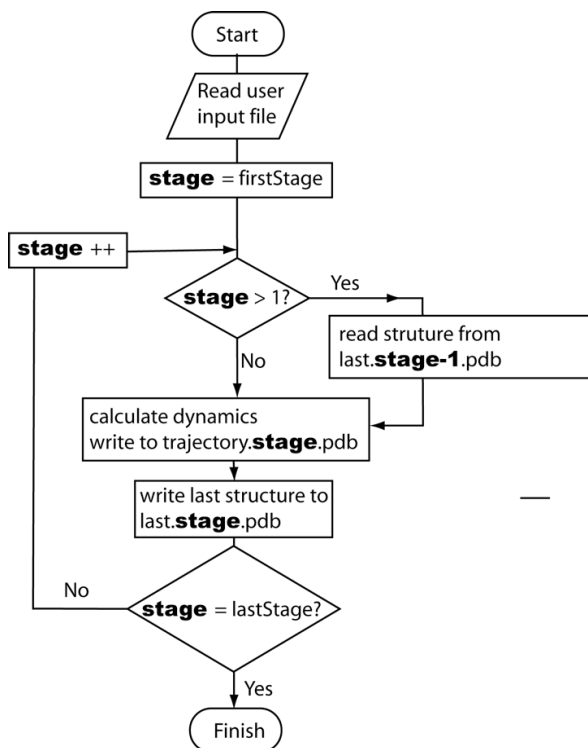 Start
Read user
input file
stage = firstStage
stage ++
stage > 1?
Yes
read struture from
last.stage-1.pdb
No
calculate dynamics
write to trajectory.stage.pdb
write last structure to
last.stage.pdb
No
stage = lastStage?
Yes
Finish